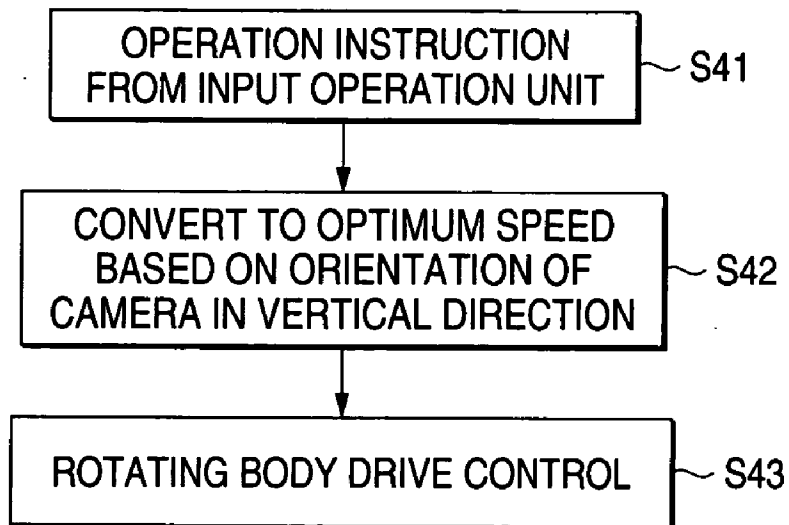 OPERATION INSTRUCTION
FROM INPUT OPERATION UNIT
S41
CONVERT TO OPTIMUM SPEED
BASED ON ORIENTATION OF
CAMERA IN VERTICAL DIRECTION
S42
ROTATING BODY DRIVE CONTROL
S43